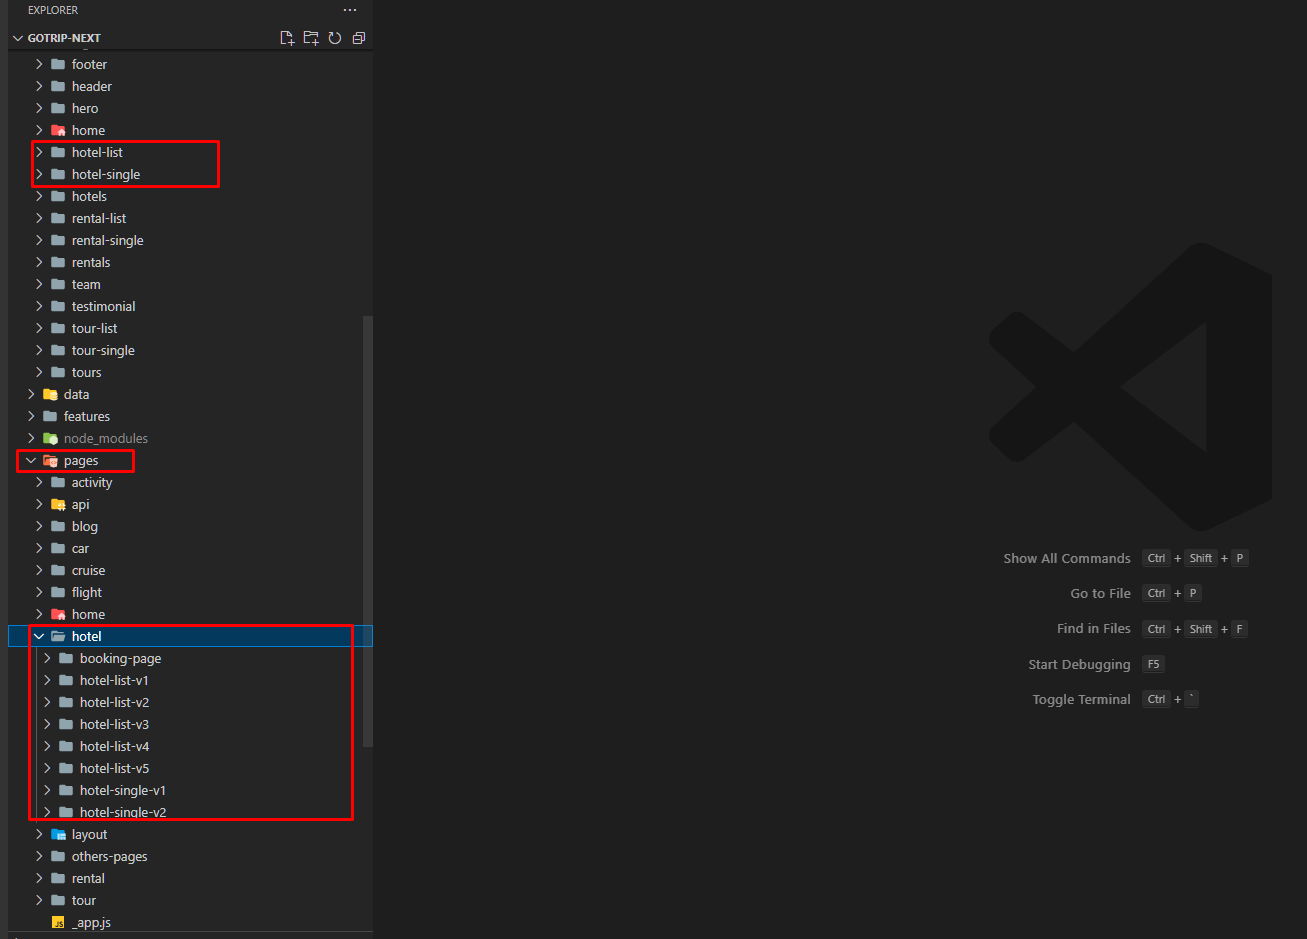 EXPLORER
GOTRIP-NEXT
footer
header
hero
home
hotel-list
hotel-single
hotels
rental-list
rental-single
rentals
team
testimonial
tour-list
tour-single
tours
data
features
node_modules
pages
activity
api
blog
car
cruise
flight
home
hotel
booking-page
hotel-list-v1
hotel-list-v2
hotel-list-v3
hotel-list-v4
hotel-list-v5
hotel-single-v1
hotel-single-v2
layout
others-pages
rental
tour
JS _app.js
Show All Commands Ctrl + Shift + P
Go to File Ctrl + P
Find in Files Ctrl + Shift + F
Start Debugging F5
Toggle Terminal Ctrl + `